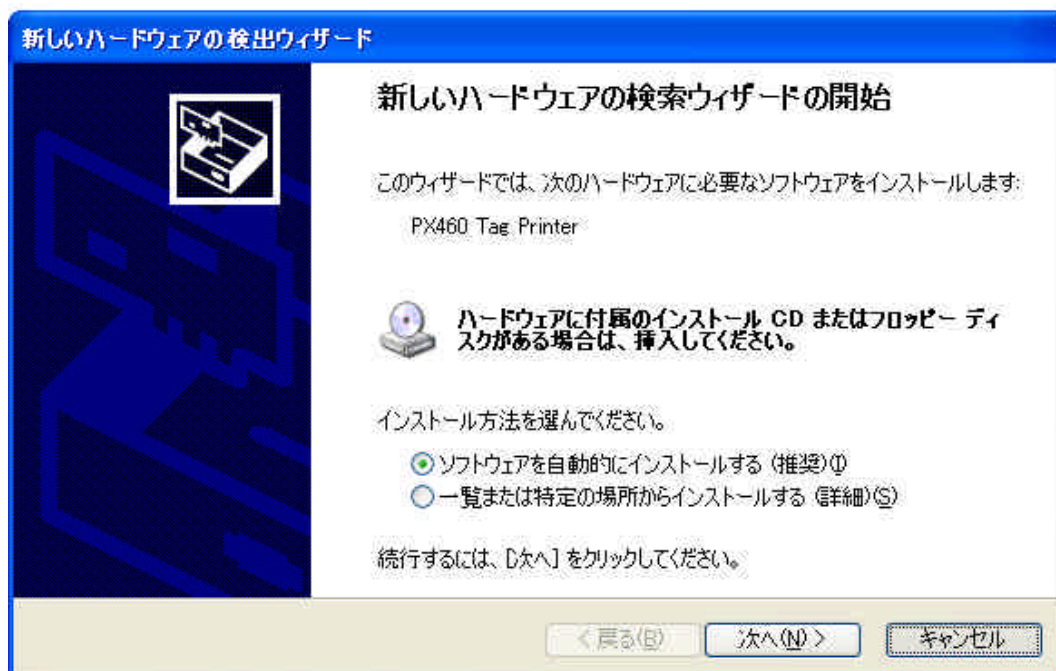 新しいハードウェアの検出ウィザード
新しいハードウェアの検索ウィザードの開始
このウィザードでは、次のハードウェアに必要なソフトウェアをインストールします:
PX460 Tag Printer
ハードウェアに付属のインストール CD またはフロッピー ディ
スクがある場合は、挿入してください。
インストール方法を選んでください。
ソフトウェアを自動的にインストールする (推奨)(I)
一覧または特定の場所からインストールする (詳細)(S)
続行するには、[次へ] をクリックしてください。
< 戻る(B)
次へ(N) >
キャンセル